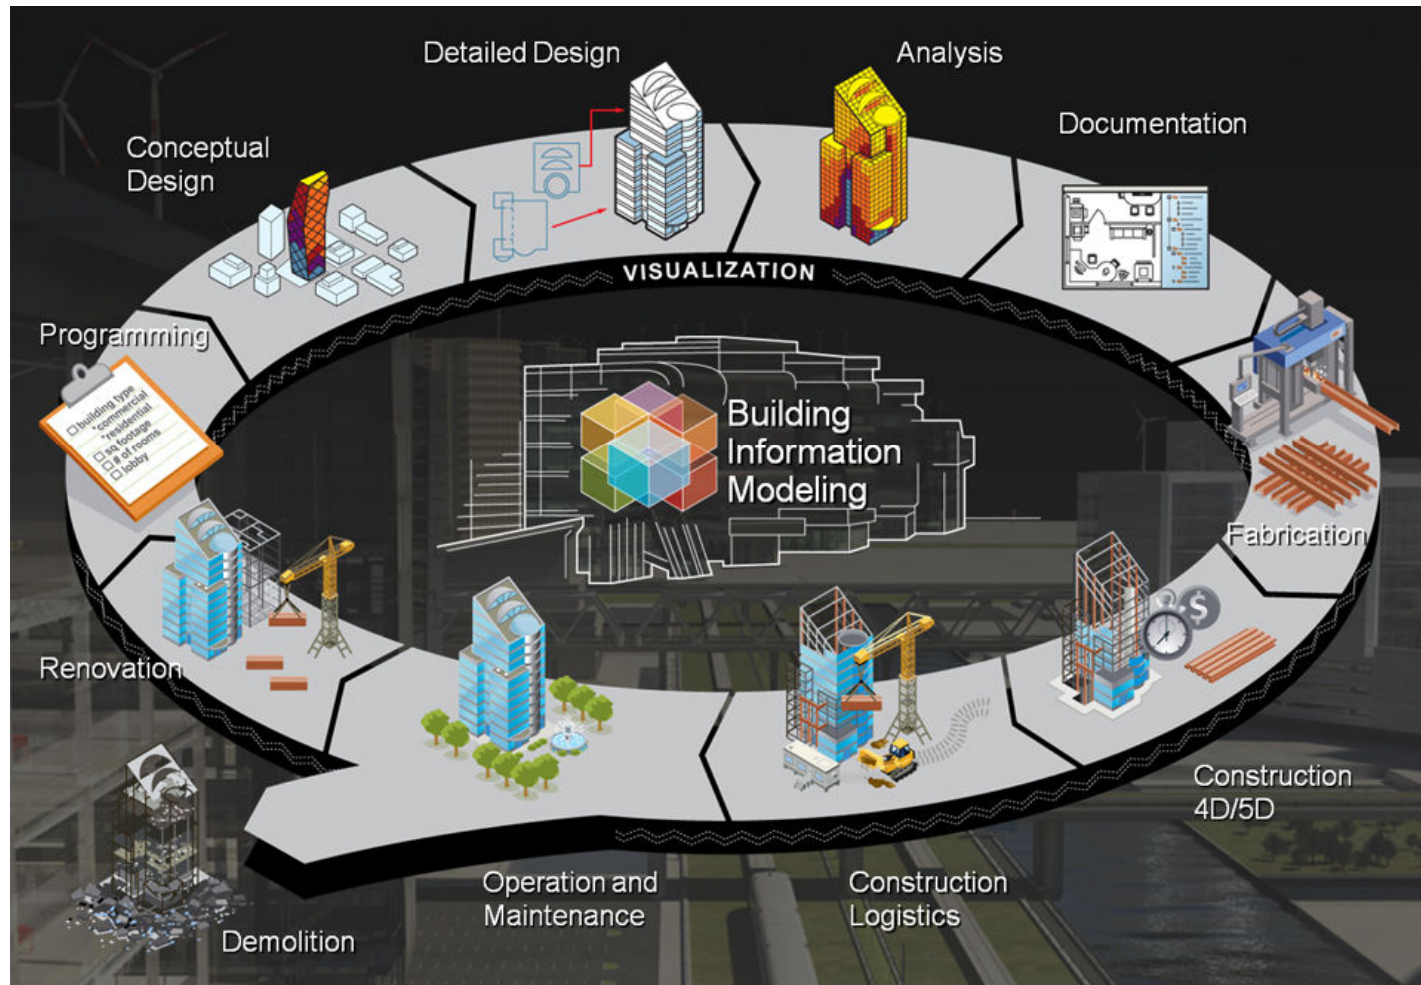 Detailed Design
Analysis
Documentation
Conceptual
Design
VISUALIZATION
Programming
building type
*commercial
*residential
sq footage
# of rooms
lobby
Building
Information
Modeling
Fabrication
$
Renovation
Construction
4D/5D
Operation and
Maintenance
Construction
Logistics
Demolition